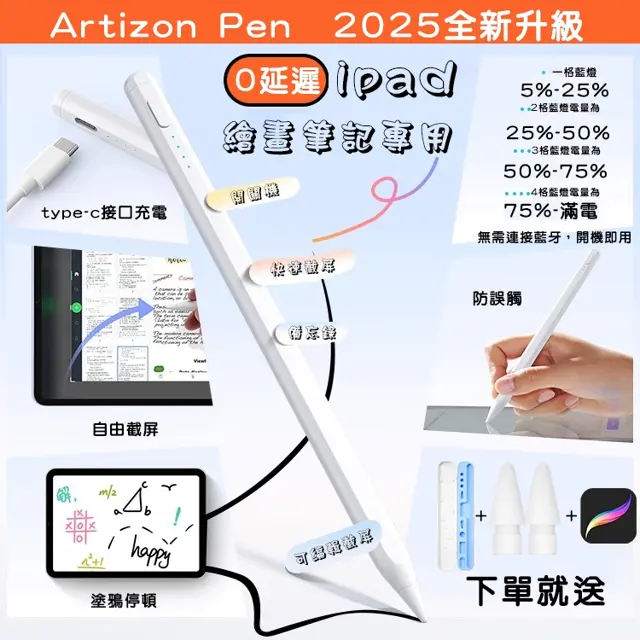 Artizon Pen 2025全新升級
0延遲 ipad
繪畫筆記專用
一格藍燈
5%-25%
2格藍燈電量為
25%-50%
3格藍燈電量為
50%-75%
4格藍燈電量為
75%-滿電
無需連接藍牙，開機即用
type-c接口充電
開關機
快速截屏
備忘錄
可編輯截屏
自由截屏
防誤觸
解,
m/2
A
B
C
X O
X O X
X O
n²+1
happy
!
塗鴉停頓
+
+
下單就送